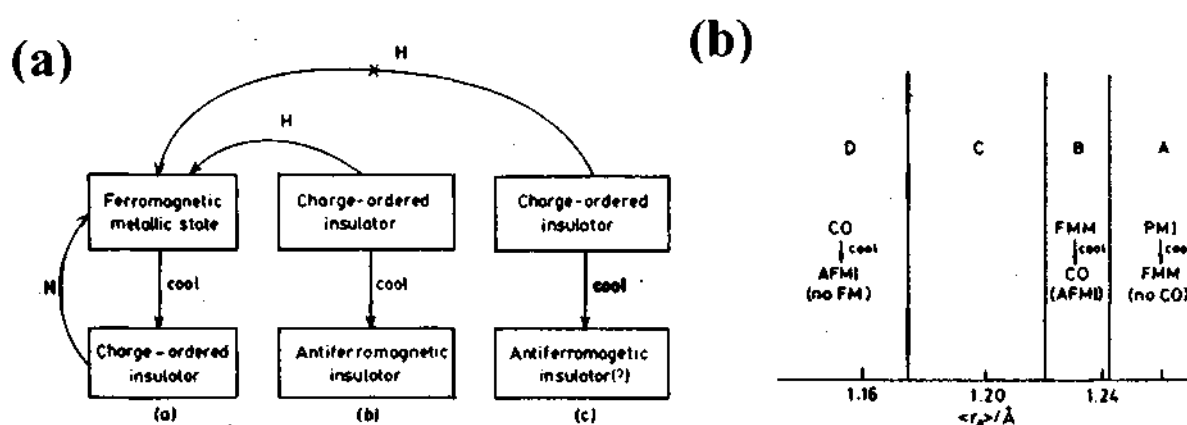 (a)
H
H
Ferromagnetic
metallic state
Charge-ordered
insulator
Charge-ordered
insulator
H
cool
cool
cool
Charge-ordered
insulator
Antiferromagnetic
insulator
Antiferromogetic
insulator(?)
(a)
(b)
(c)
(b)
D
C
B
A
CO
cool
AFMI
(no FM)
FMM
cool
CO
(AFMI)
PMI
cool
FMM
(no CO)
1.16
1.20
1.24
<rA>/Å